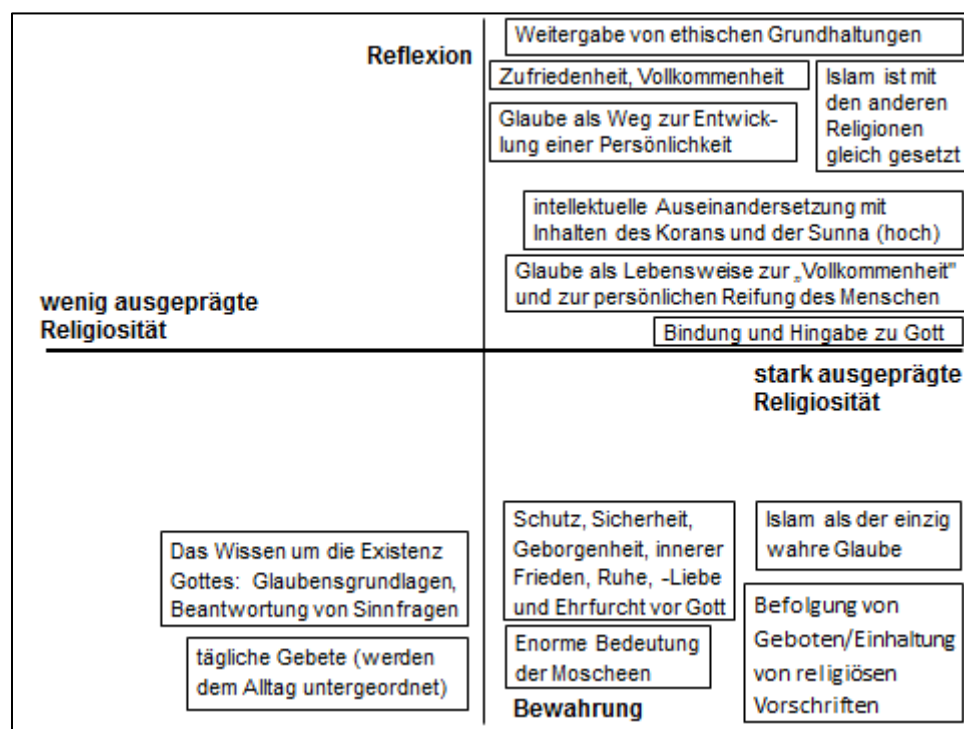 Reflexion
Weitergabe von ethischen Grundhaltungen
Zufriedenheit, Vollkommenheit
Islam ist mit
den anderen
Religionen
gleich gesetzt
Glaube als Weg zur Entwick-
lung einer Persönlichkeit
intellektuelle Auseinandersetzung mit
Inhalten des Korans und der Sunna (hoch)
Glaube als Lebensweise zur „Vollkommenheit"
und zur persönlichen Reifung des Menschen
Bindung und Hingabe zu Gott
wenig ausgeprägte
Religiosität
stark ausgeprägte
Religiosität
Das Wissen um die Existenz
Gottes: Glaubensgrundlagen,
Beantwortung von Sinnfragen
tägliche Gebete (werden
dem Alltag untergeordnet)
Schutz, Sicherheit,
Geborgenheit, innerer
Frieden, Ruhe, -Liebe
und Ehrfurcht vor Gott
Islam als der einzig
wahre Glaube
Enorme Bedeutung
der Moscheen
Befolgung von
Geboten/Einhaltung
von religiösen
Vorschriften
Bewahrung